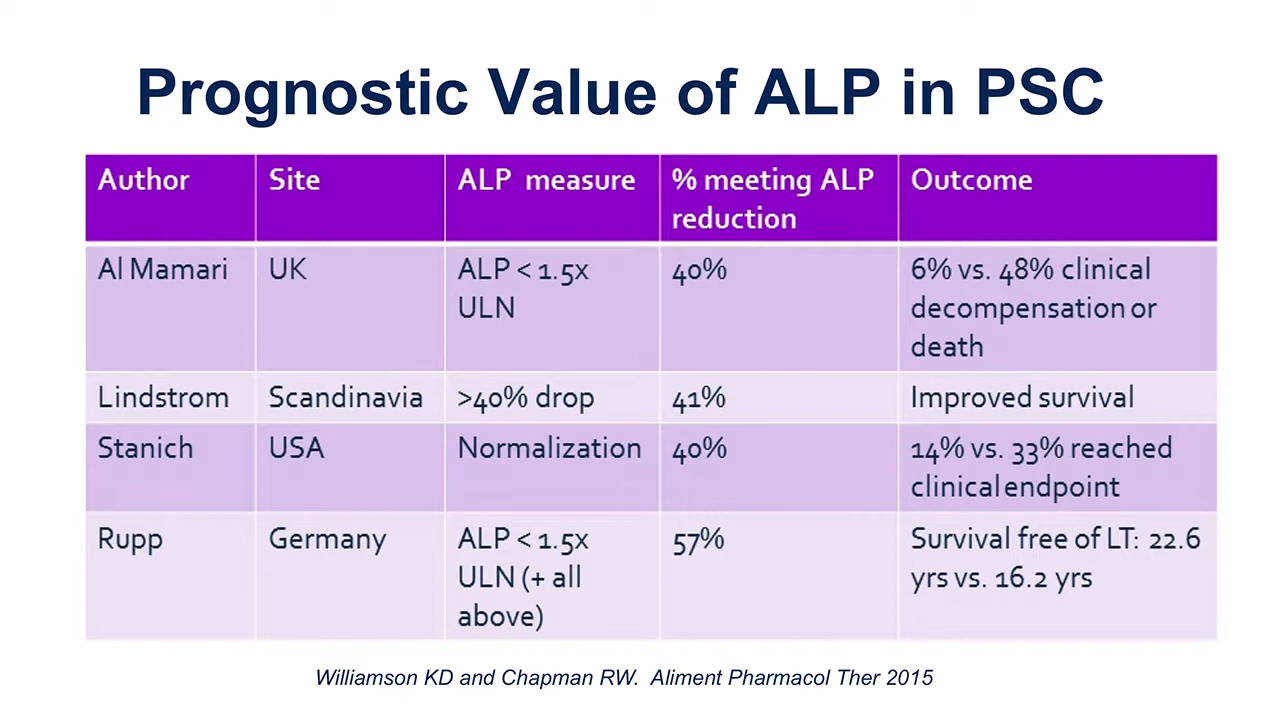 Prognostic Value of ALP in PSC
Author Site ALP measure % meeting ALP
reduction Outcome
Al Mamari UK ALP < 1.5x
ULN 40% 6% vs. 48% clinical
decompensation or
death
Lindstrom Scandinavia >40% drop 41% Improved survival
Stanich USA Normalization 40% 14% vs. 33% reached
clinical endpoint
Rupp Germany ALP < 1.5x
ULN (+ all
above) 57% Survival free of LT: 22.6
yrs vs. 16.2 yrs
Williamson KD and Chapman RW. Aliment Pharmacol Ther 2015